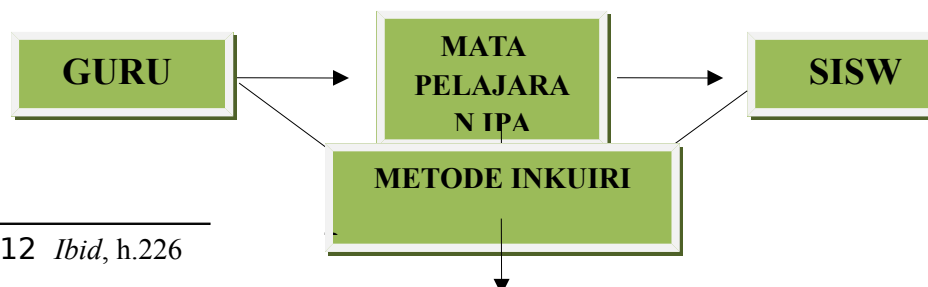 GURU
MATA
PELAJARA
N IPA
SISW
METODE INKUIRI
12 Ibid, h.226